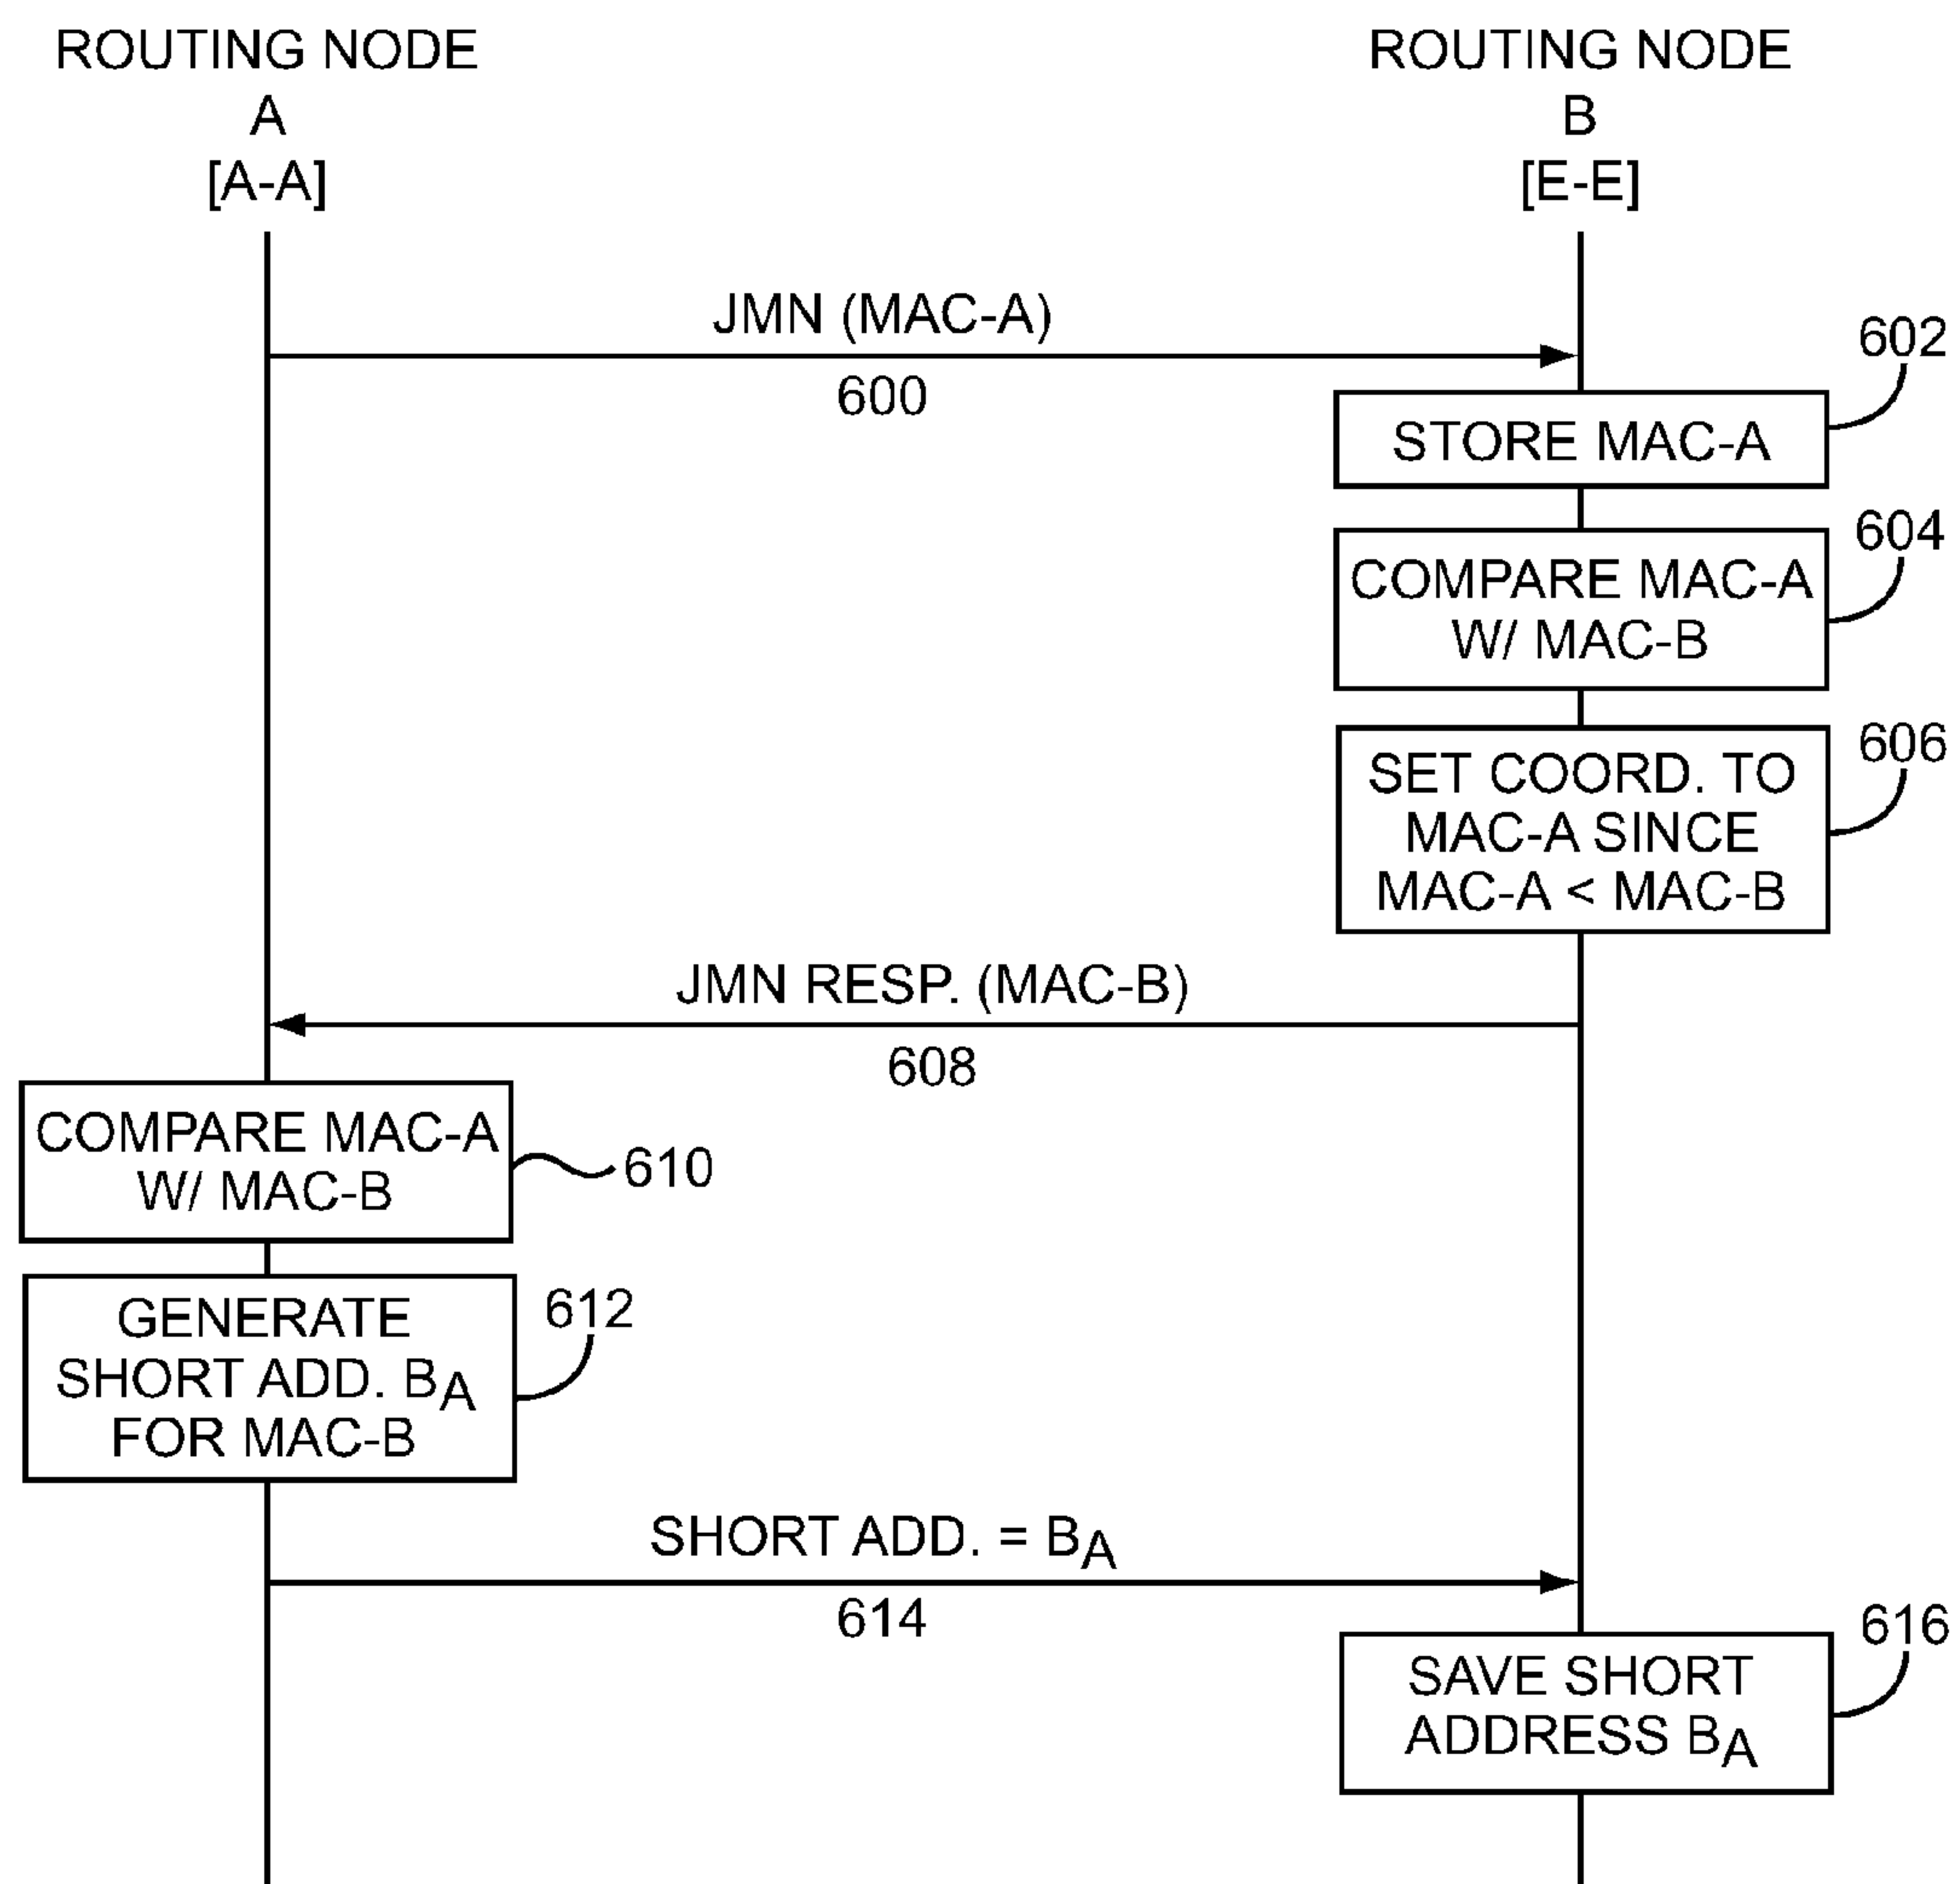 ROUTING NODE
A
[A-A]
ROUTING NODE
B
[E-E]
JMN (MAC-A)
600
602
STORE MAC-A
604
COMPARE MAC-A
W/ MAC-B
606
SET COORD. TO
MAC-A SINCE
MAC-A < MAC-B
JMN RESP. (MAC-B)
608
COMPARE MAC-A
W/ MAC-B
610
GENERATE
SHORT ADD. BA
FOR MAC-B
612
SHORT ADD. = BA
614
616
SAVE SHORT
ADDRESS BA